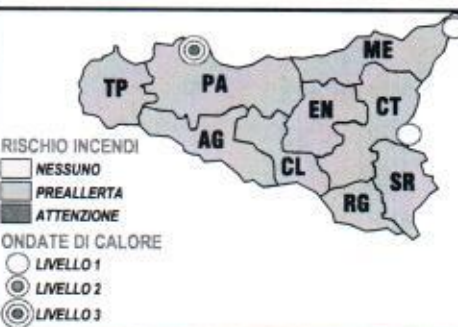 ME
TP
PA
EN
CT
AG
CL
SR
RG
RISCHIO INCENDI
NESSUNO
PREALLERTA
ATTENZIONE
ONDATE DI CALORE
LIVELLO 1
LIVELLO 2
LIVELLO 3